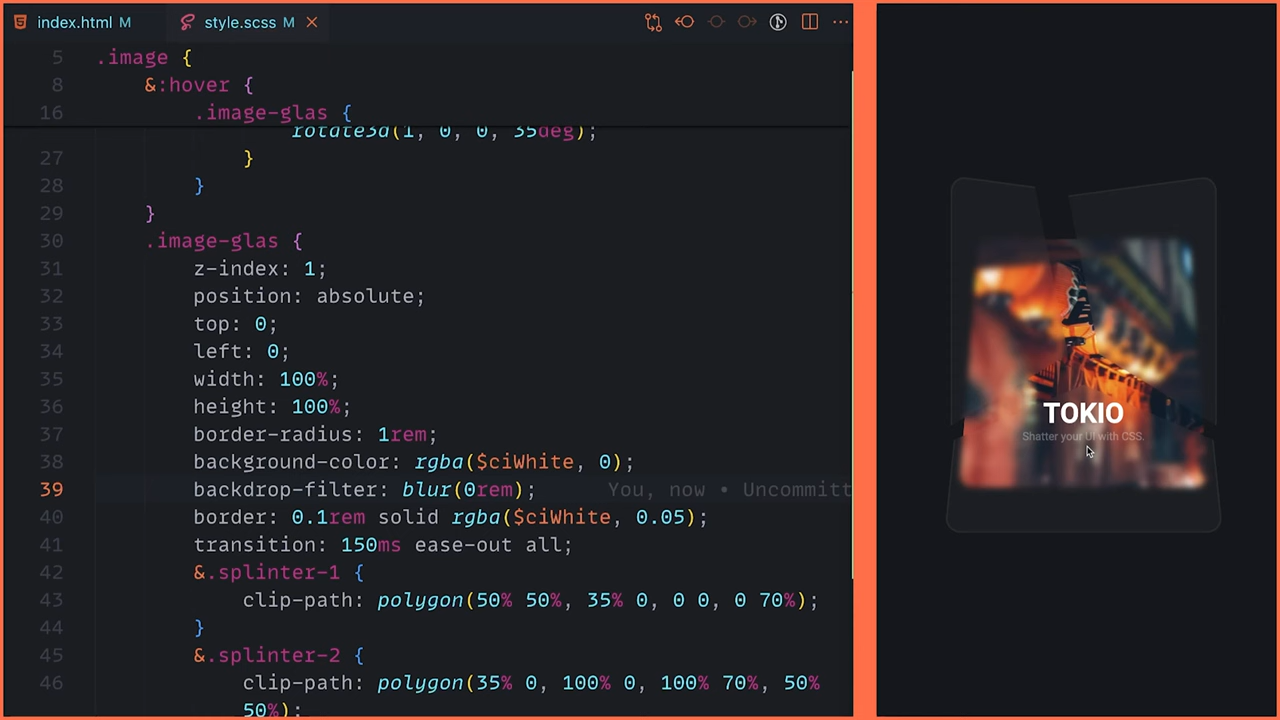 index.html M
style.scss M
5 .image {
8 &:hover {
16 .image-glas {
rotate3d(1, 0, 0, 35deg);
27 }
28 }
29 }
30 .image-glas {
31 z-index: 1;
32 position: absolute;
33 top: 0;
34 left: 0;
35 width: 100%;
36 height: 100%;
37 border-radius: 1rem;
38 background-color: rgba($ciWhite, 0);
39 backdrop-filter: blur(0rem); You, now • Uncommitt
40 border: 0.1rem solid rgba($ciWhite, 0.05);
41 transition: 150ms ease-out all;
42 &.splinter-1 {
43 clip-path: polygon(50% 50%, 35% 0, 0 0, 0 70%);
44 }
45 &.splinter-2 {
46 clip-path: polygon(35% 0, 100% 0, 100% 70%, 50%
50%);
TOKIO
Shatter your UI with CSS.